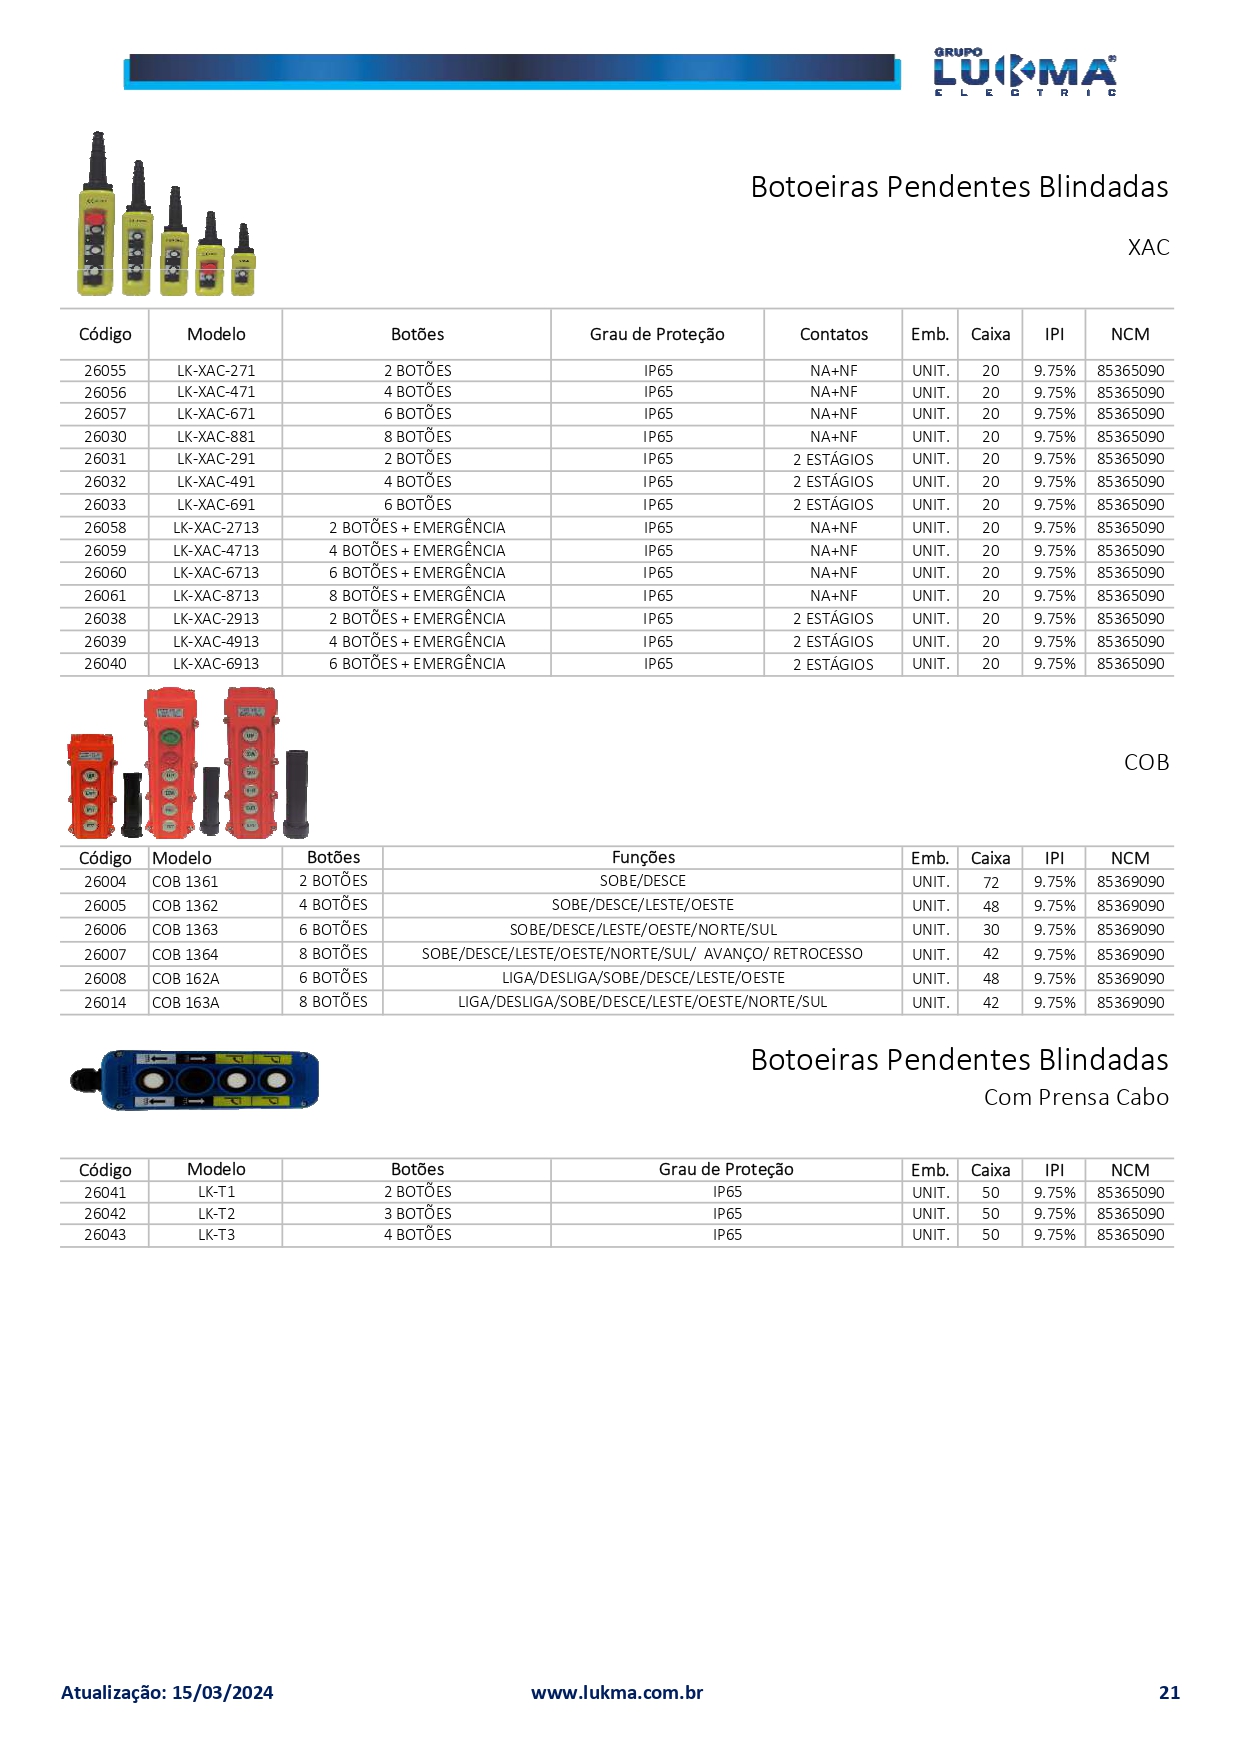 GRUPO
LUKMA®
ELECTRIC
Botoeiras Pendentes Blindadas
XAC
Código Modelo Botões Grau de Proteção Contatos Emb. Caixa IPI NCM
26055 LK-XAC-271 2 BOTÕES IP65 NA+NF UNIT. 20 9.75% 85365090
26056 LK-XAC-471 4 BOTÕES IP65 NA+NF UNIT. 20 9.75% 85365090
26057 LK-XAC-671 6 BOTÕES IP65 NA+NF UNIT. 20 9.75% 85365090
26030 LK-XAC-881 8 BOTÕES IP65 NA+NF UNIT. 20 9.75% 85365090
26031 LK-XAC-291 2 BOTÕES IP65 2 ESTÁGIOS UNIT. 20 9.75% 85365090
26032 LK-XAC-491 4 BOTÕES IP65 2 ESTÁGIOS UNIT. 20 9.75% 85365090
26033 LK-XAC-691 6 BOTÕES IP65 2 ESTÁGIOS UNIT. 20 9.75% 85365090
26058 LK-XAC-2713 2 BOTÕES + EMERGÊNCIA IP65 NA+NF UNIT. 20 9.75% 85365090
26059 LK-XAC-4713 4 BOTÕES + EMERGÊNCIA IP65 NA+NF UNIT. 20 9.75% 85365090
26060 LK-XAC-6713 6 BOTÕES + EMERGÊNCIA IP65 NA+NF UNIT. 20 9.75% 85365090
26061 LK-XAC-8713 8 BOTÕES + EMERGÊNCIA IP65 NA+NF UNIT. 20 9.75% 85365090
26038 LK-XAC-2913 2 BOTÕES + EMERGÊNCIA IP65 2 ESTÁGIOS UNIT. 20 9.75% 85365090
26039 LK-XAC-4913 4 BOTÕES + EMERGÊNCIA IP65 2 ESTÁGIOS UNIT. 20 9.75% 85365090
26040 LK-XAC-6913 6 BOTÕES + EMERGÊNCIA IP65 2 ESTÁGIOS UNIT. 20 9.75% 85365090
COB
Código Modelo Botões Funções Emb. Caixa IPI NCM
26004 COB 1361 2 BOTÕES SOBE/DESCE UNIT. 72 9.75% 85369090
26005 COB 1362 4 BOTÕES SOBE/DESCE/LESTE/OESTE UNIT. 48 9.75% 85369090
26006 COB 1363 6 BOTÕES SOBE/DESCE/LESTE/OESTE/NORTE/SUL UNIT. 30 9.75% 85369090
26007 COB 1364 8 BOTÕES SOBE/DESCE/LESTE/OESTE/NORTE/SUL/ AVANÇO/ RETROCESSO UNIT. 42 9.75% 85369090
26008 COB 162A 6 BOTÕES LIGA/DESLIGA/SOBE/DESCE/LESTE/OESTE UNIT. 48 9.75% 85369090
26014 COB 163A 8 BOTÕES LIGA/DESLIGA/SOBE/DESCE/LESTE/OESTE/NORTE/SUL UNIT. 42 9.75% 85369090
Botoeiras Pendentes Blindadas
Com Prensa Cabo
Código Modelo Botões Grau de Proteção Emb. Caixa IPI NCM
26041 LK-T1 2 BOTÕES IP65 UNIT. 50 9.75% 85365090
26042 LK-T2 3 BOTÕES IP65 UNIT. 50 9.75% 85365090
26043 LK-T3 4 BOTÕES IP65 UNIT. 50 9.75% 85365090
Atualização: 15/03/2024 www.lukma.com.br 21